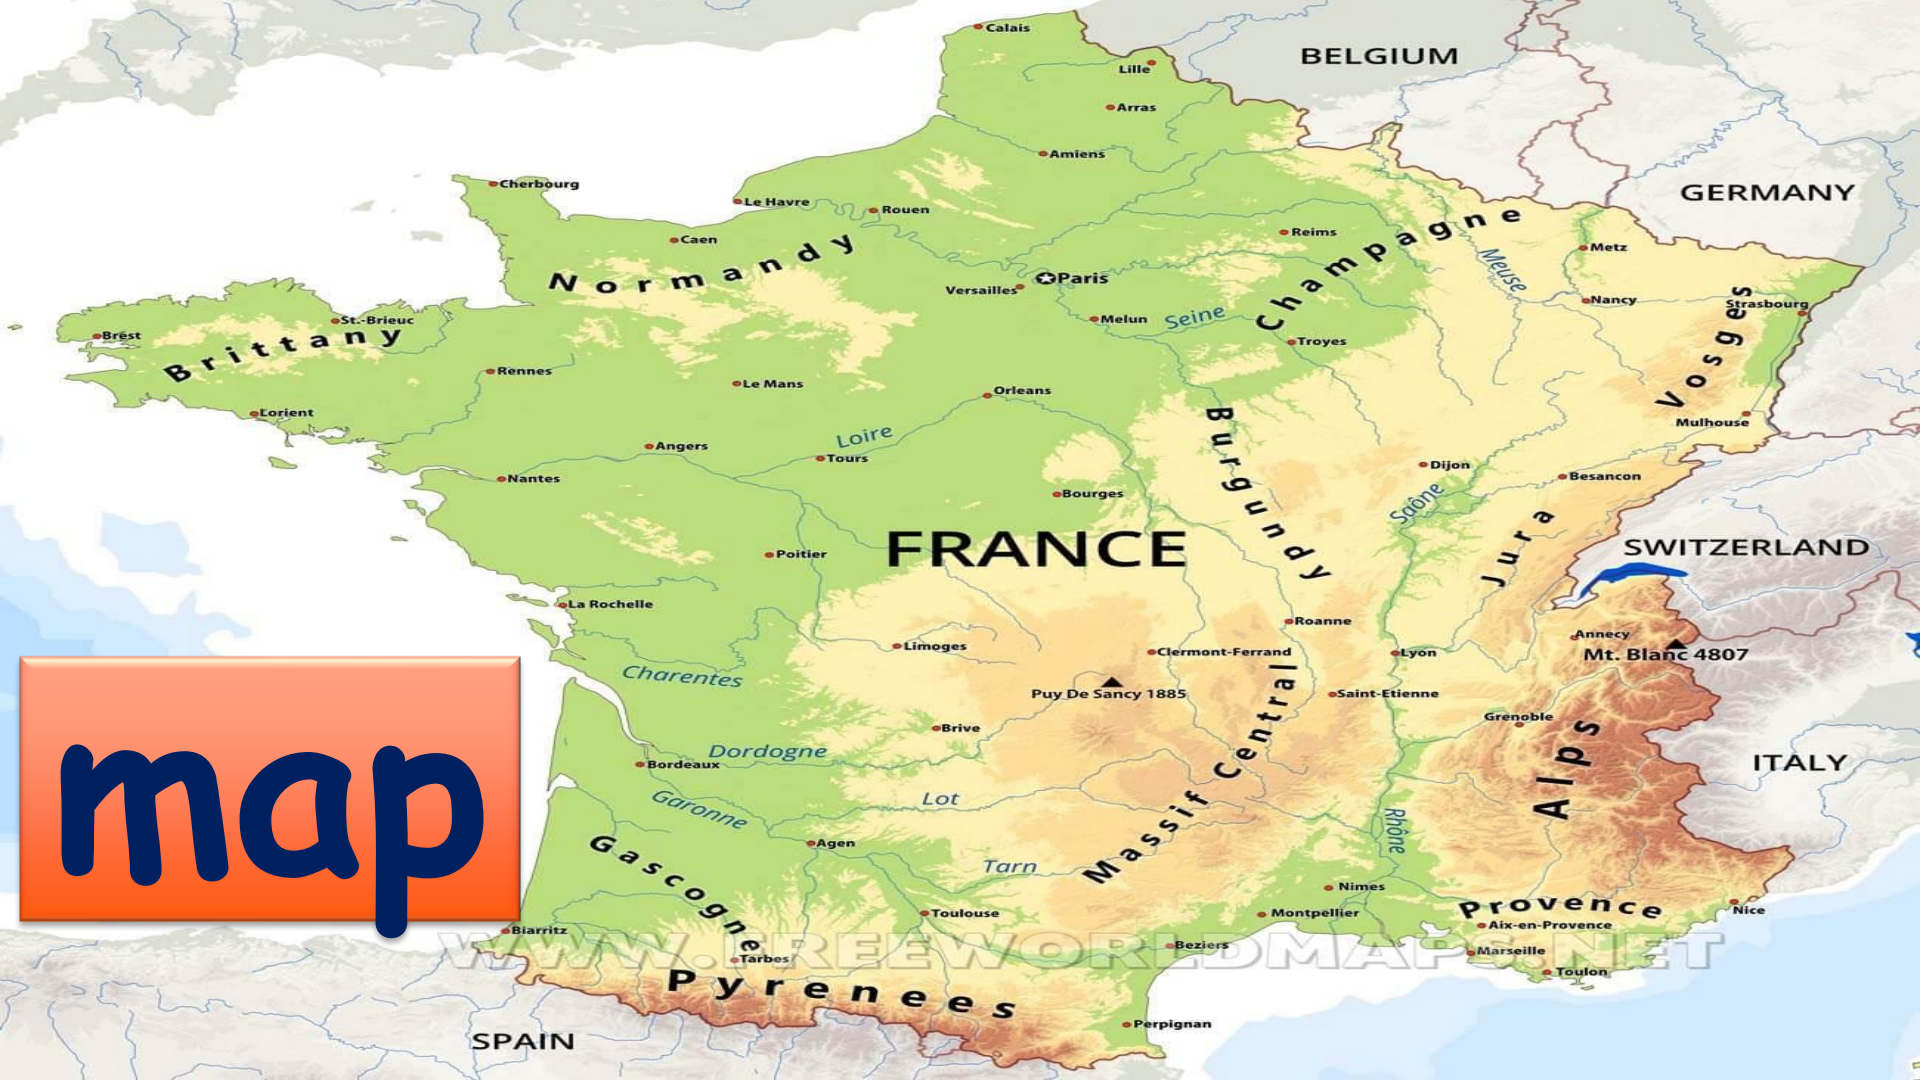 Calais
BELGIUM
Lille
Arras
Amiens
Cherbourg
GERMANY
Le Havre
Rouen
Caen
Normandy
Reims
Champagne
Metz
Meuse
Paris
Versailles
Nancy
Strasbourg
Melun
Seine
St.-Brieuc
Brest
Brittany
Troyes
Vosges
Rennes
Le Mans
Orleans
Lorient
Burgundy
Mulhouse
Loire
Angers
Tours
Dijon
Nantes
Besancon
Bourges
Saône
FRANCE
Jura
SWITZERLAND
Poitier
La Rochelle
Roanne
Annecy
Limoges
Clermont-Ferrand
Lyon
Mt. Blanc 4807
Charentes
Puy De Sancy 1885
Saint-Etienne
Grenoble
Brive
Massif Central
Alps
Dordogne
Bordeaux
ITALY
map
Garonne
Lot
Rhône
Gascogne
Agen
Tarn
Nimes
Provence
Toulouse
Montpellier
Nice
Aix-en-Provence
Biarritz
WWW.FREEWORLDMAPS.NET
Beziers
Marseille
Tarbes
Toulon
Pyrenees
Perpignan
SPAIN